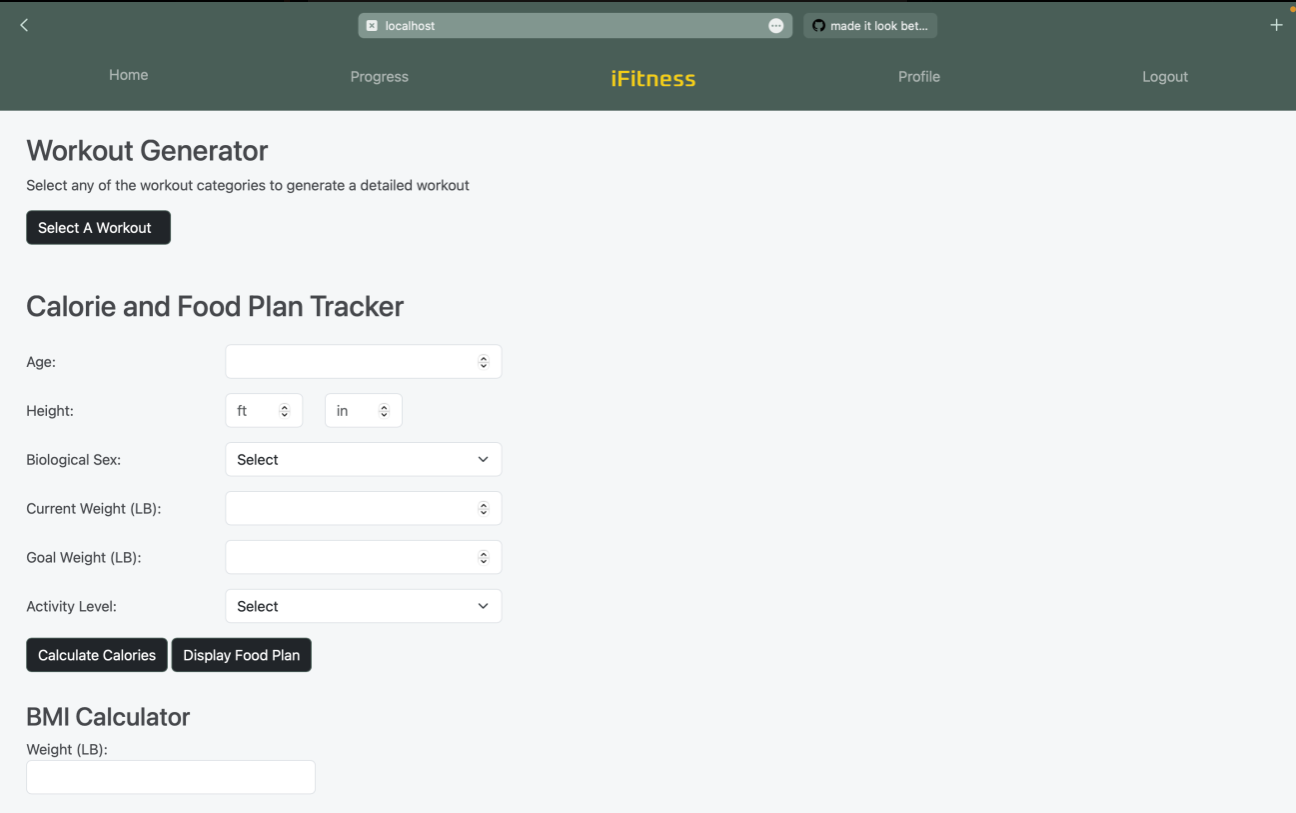 localhost
made it look bet...
Home Progress iFitness Profile Logout
Workout Generator
Select any of the workout categories to generate a detailed workout
Select A Workout
Calorie and Food Plan Tracker
Age:
Height: ft in
Biological Sex: Select
Current Weight (LB):
Goal Weight (LB):
Activity Level: Select
Calculate Calories Display Food Plan
BMI Calculator
Weight (LB):